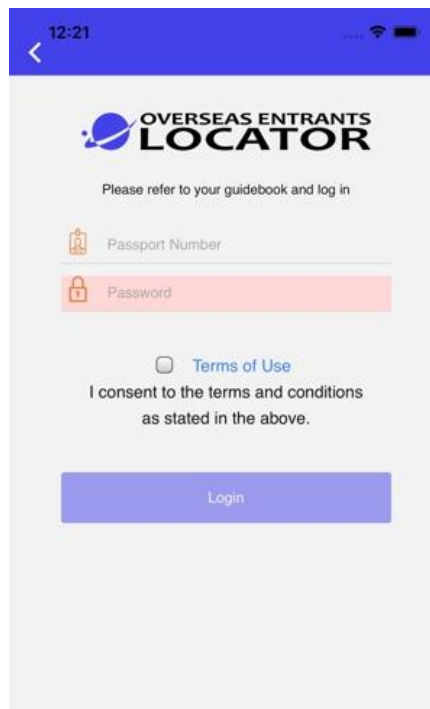 12:21
OVERSEAS ENTRANTS
LOCATOR
Please refer to your guidebook and log in
Passport Number
Password
Terms of Use
I consent to the terms and conditions
as stated in the above.
Login